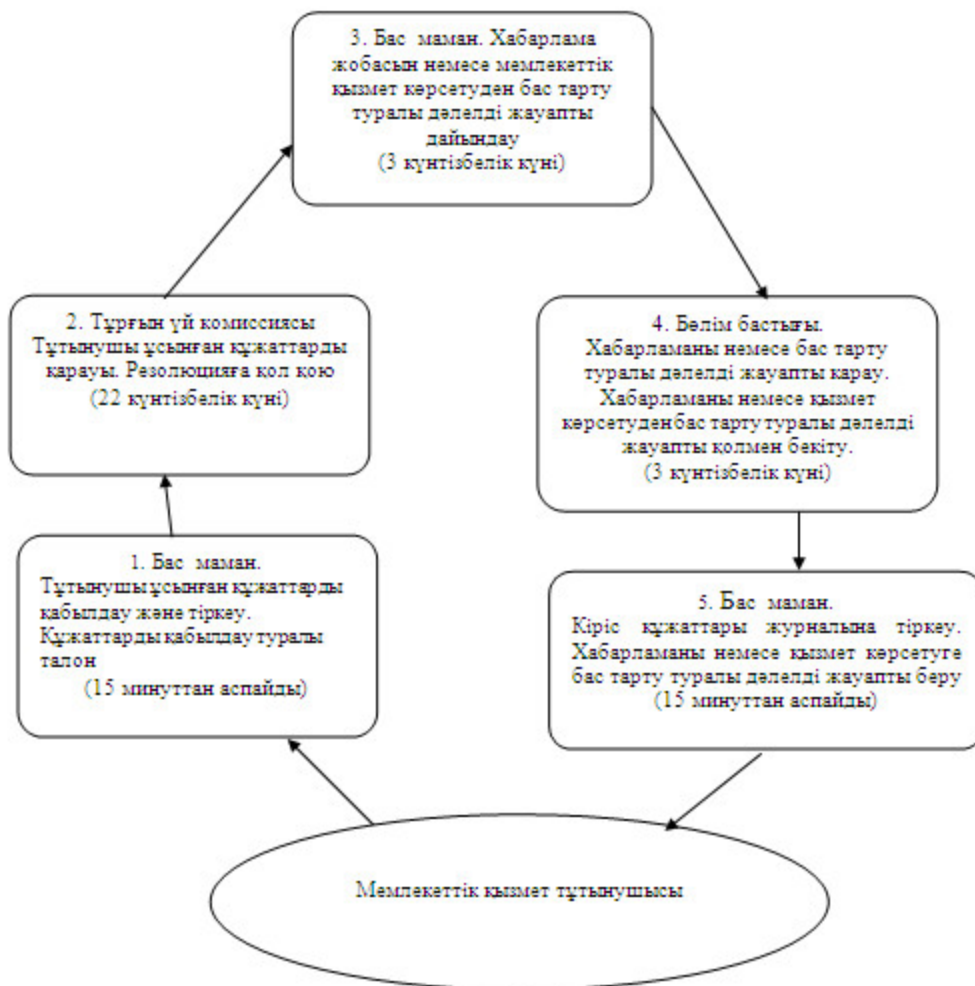 3. Бас маман. Хабарлама
жобасын немесе мемлекеттік
қызмет көрсетуден бас тарту
туралы дәлелді жауапты
дайындау
(3 күнтізбелік күні)
2. Тұрғын үй комиссиясы
Тұтынушы ұсынған құжаттарды
қарауы. Резолюцияға қол қою
(22 күнтізбелік күні)
4. Бөлім бастығы.
Хабарламаны немесе бас тарту
туралы дәлелді жауапты қарау.
Хабарламаны немесе қызмет
көрсетуден бас тарту туралы дәлелді
жауапты қолмен бекіту.
(3 күнтізбелік күні)
1. Бас маман.
Тұтынушы ұсынған құжаттарды
қабылдау және тіркеу.
Құжаттарды қабылдау туралы
талон
(15 минуттан аспайды)
5. Бас маман.
Кіріс құжаттары журналына тіркеу.
Хабарламаны немесе қызмет көрсетуге
бас тарту туралы дәлелді жауапты беру
(15 минуттан аспайды)
Мемлекеттік қызмет тұтынушысы